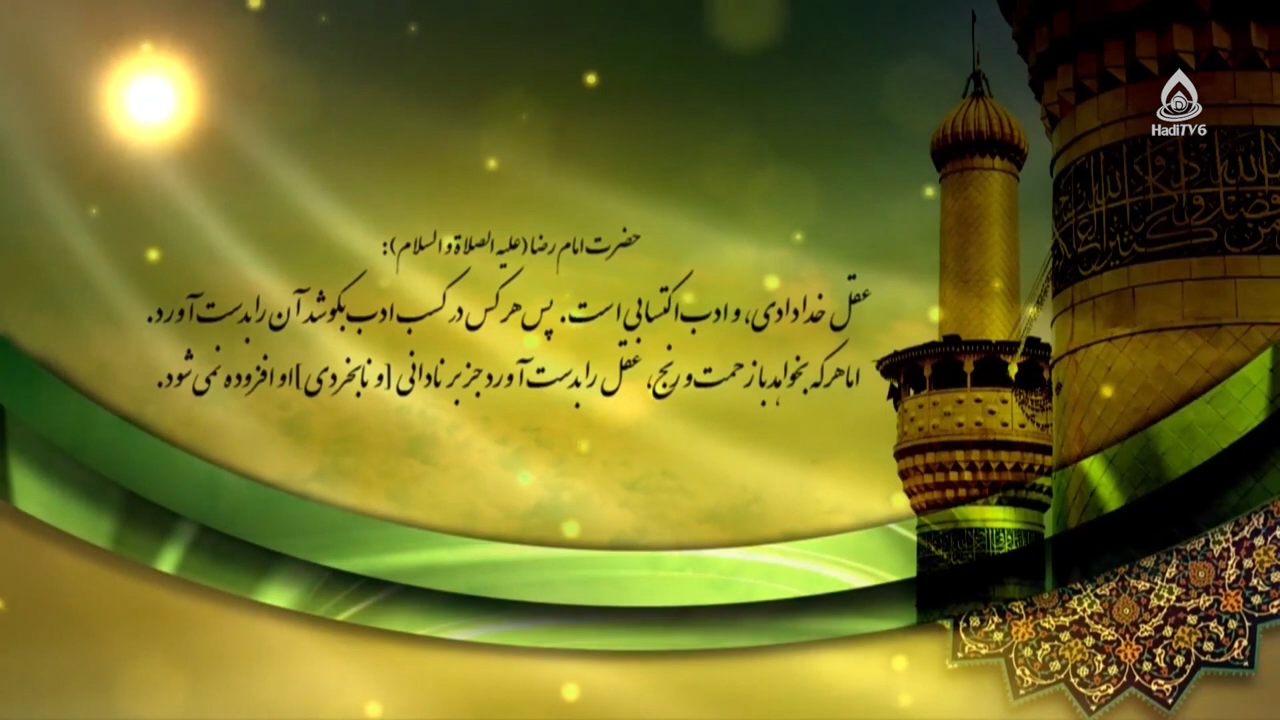 HadiTV6
حضرت امام رضا (علیه الصلاة و السلام):
عقل خدادادی، و ادب اکتسابی است. پس هر کس در کسب ادب بکوشد آن را بدست آورد.
اما هر که بخواهد با زحمت و رنج، عقل را بدست آورد جز بر نادانی [و نابخردی] او افزوده نمی شود.